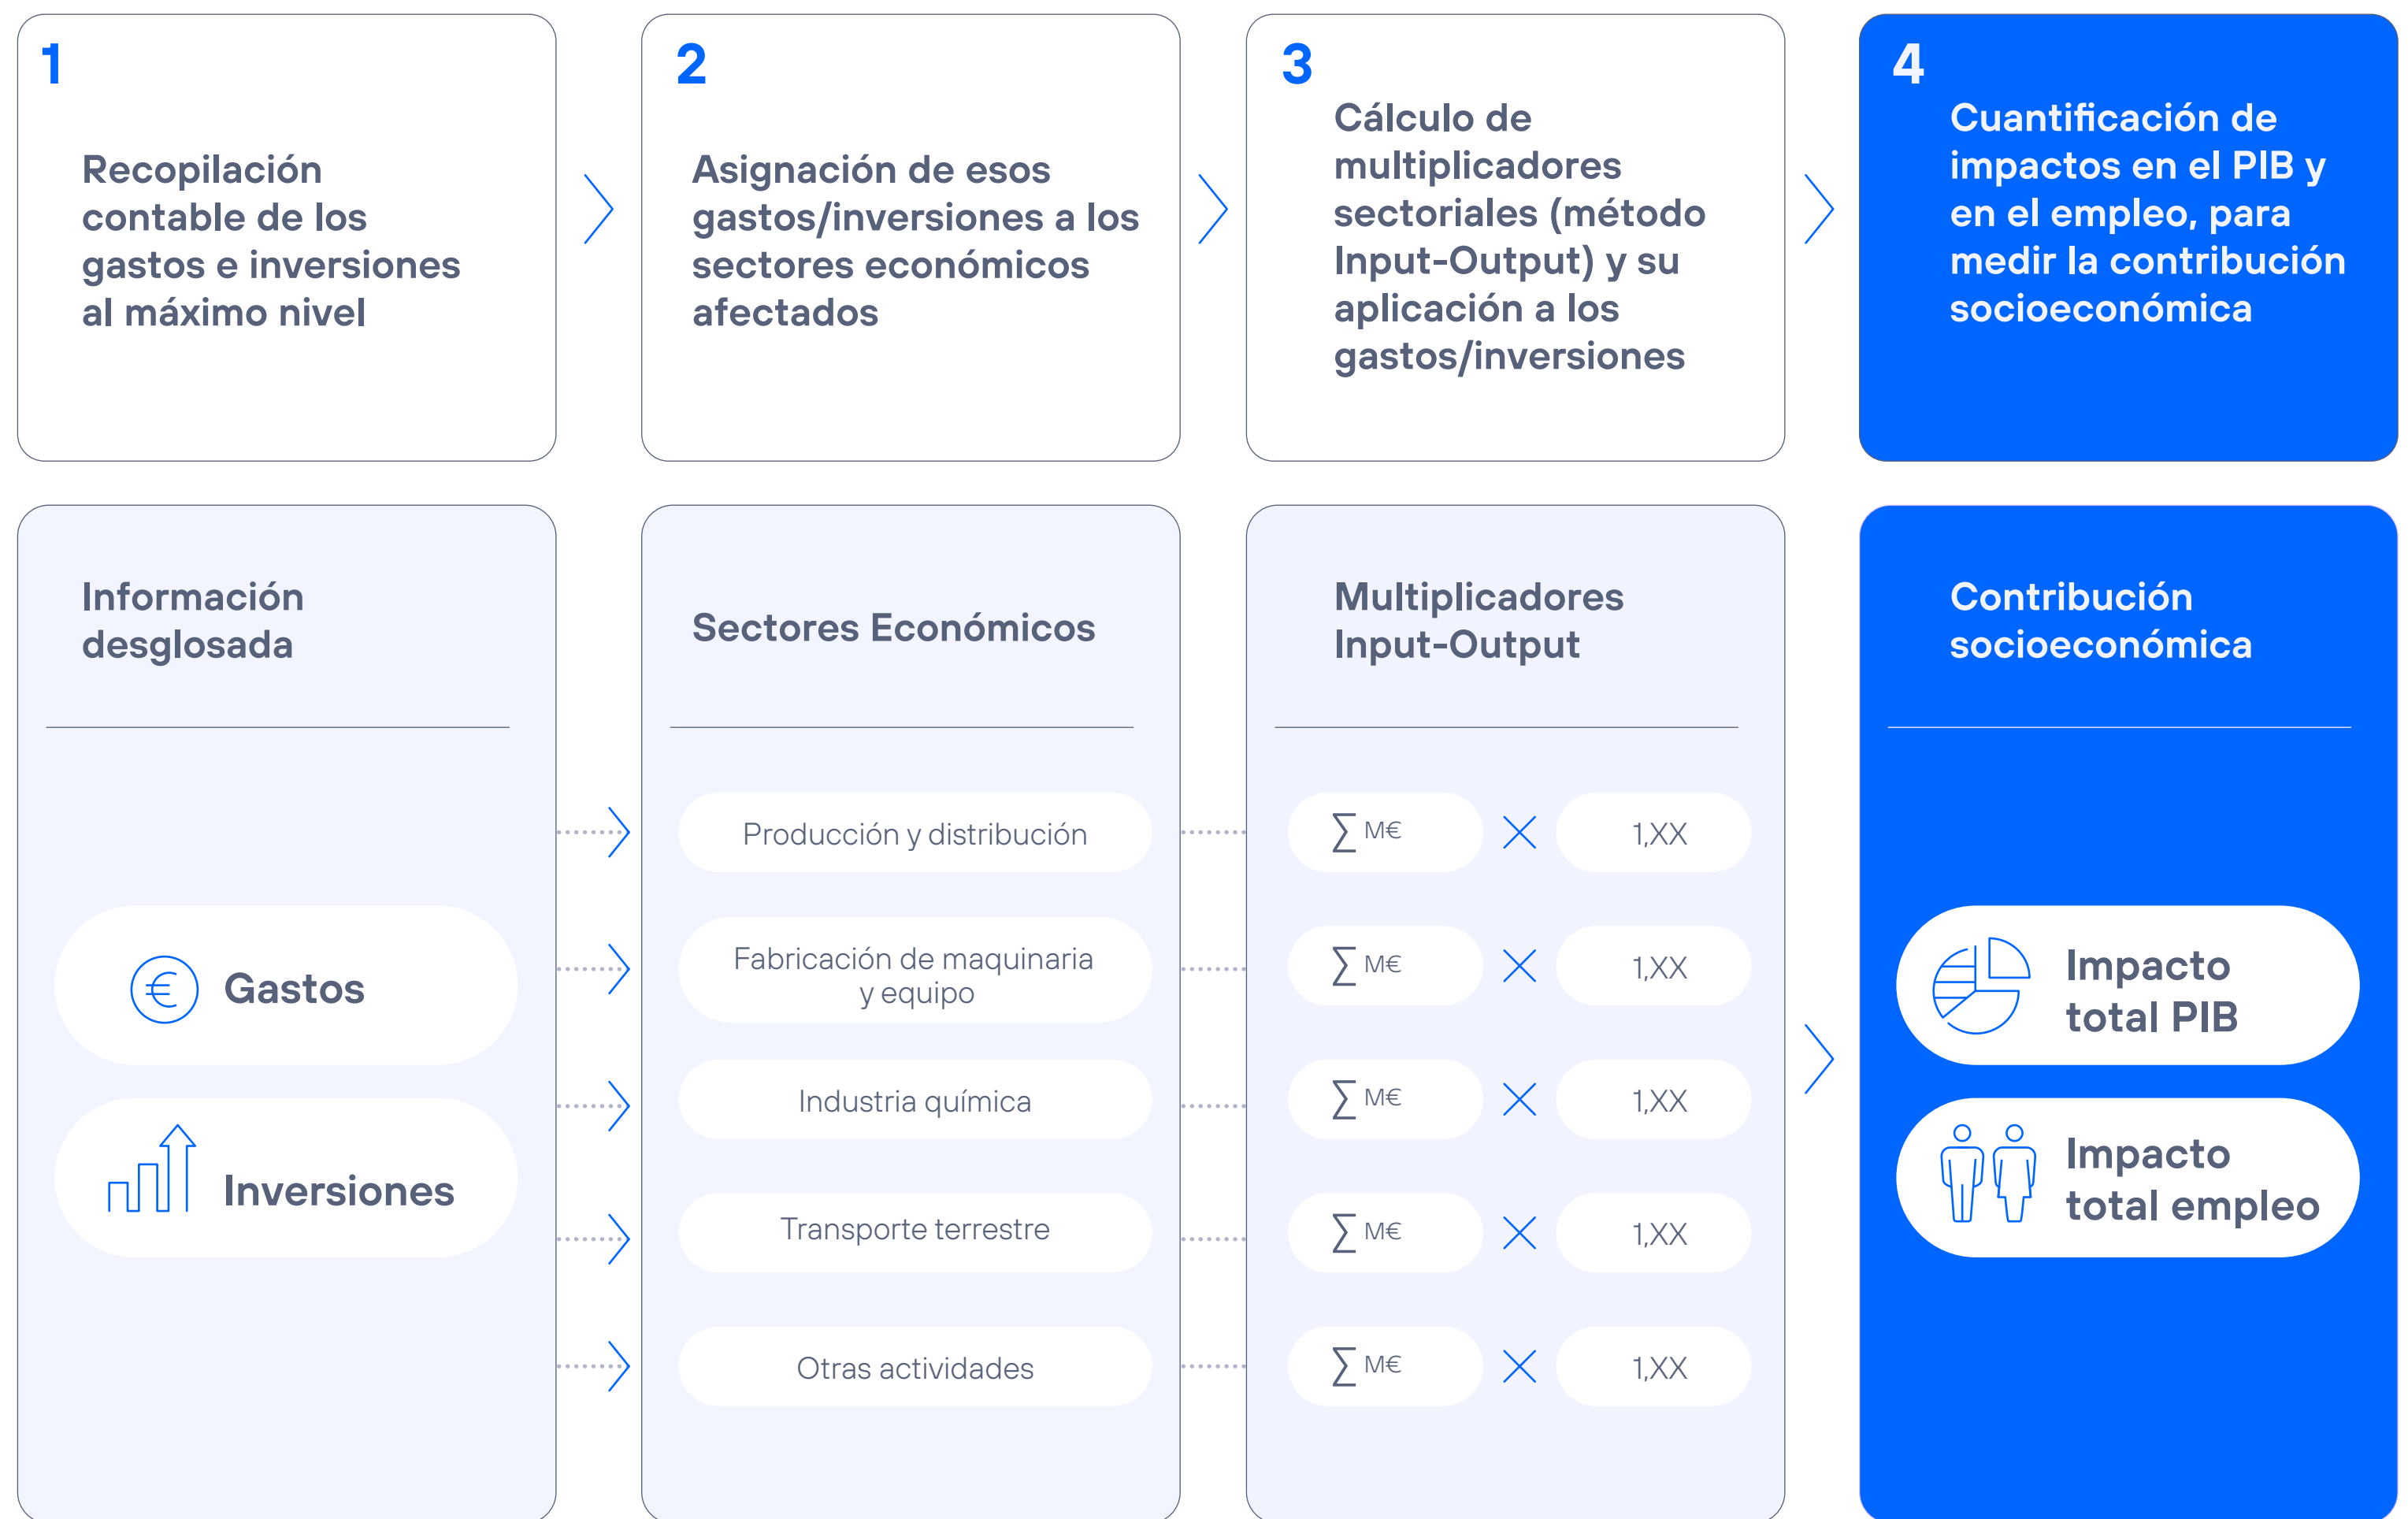 1
Recopilación
contable de los
gastos e inversiones
al máximo nivel
2
Asignación de esos
gastos/inversiones a los
sectores económicos
afectados
3
Cálculo de
multiplicadores
sectoriales (método
Input-Output) y su
aplicación a los
gastos/inversiones
4
Cuantificación de
impactos en el PIB y
en el empleo, para
medir la contribución
socioeconómica
Información
desglosada
€ Gastos
Inversiones
Sectores Económicos
Producción y distribución
Fabricación de maquinaria
y equipo
Industria química
Transporte terrestre
Otras actividades
Multiplicadores
Input-Output
∑ M€ × 1,XX
∑ M€ × 1,XX
∑ M€ × 1,XX
∑ M€ × 1,XX
∑ M€ × 1,XX
Contribución
socioeconómica
Impacto
total PIB
Impacto
total empleo